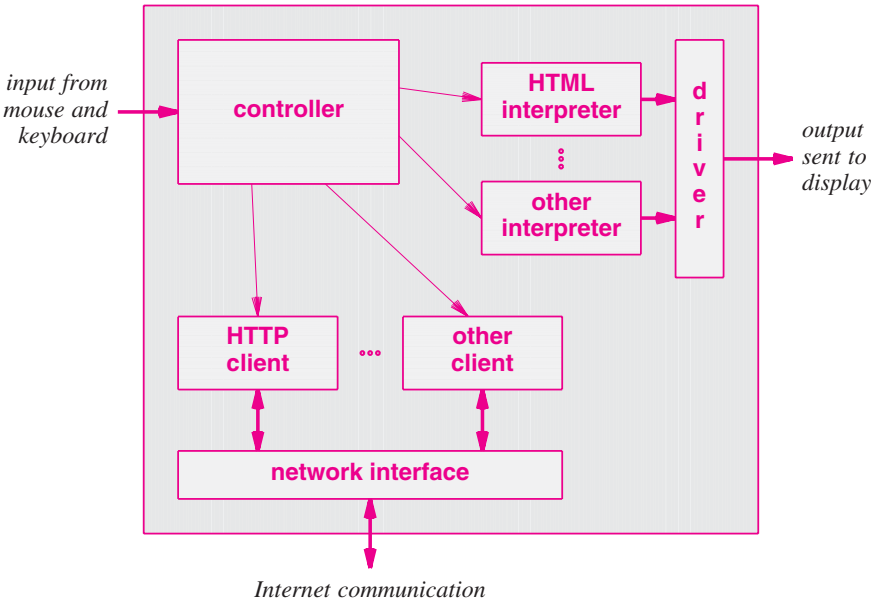 input from
mouse and
keyboard
controller
HTML
interpreter
other
interpreter
driver
output
sent to
display
HTTP
client
other
client
network interface
Internet communication